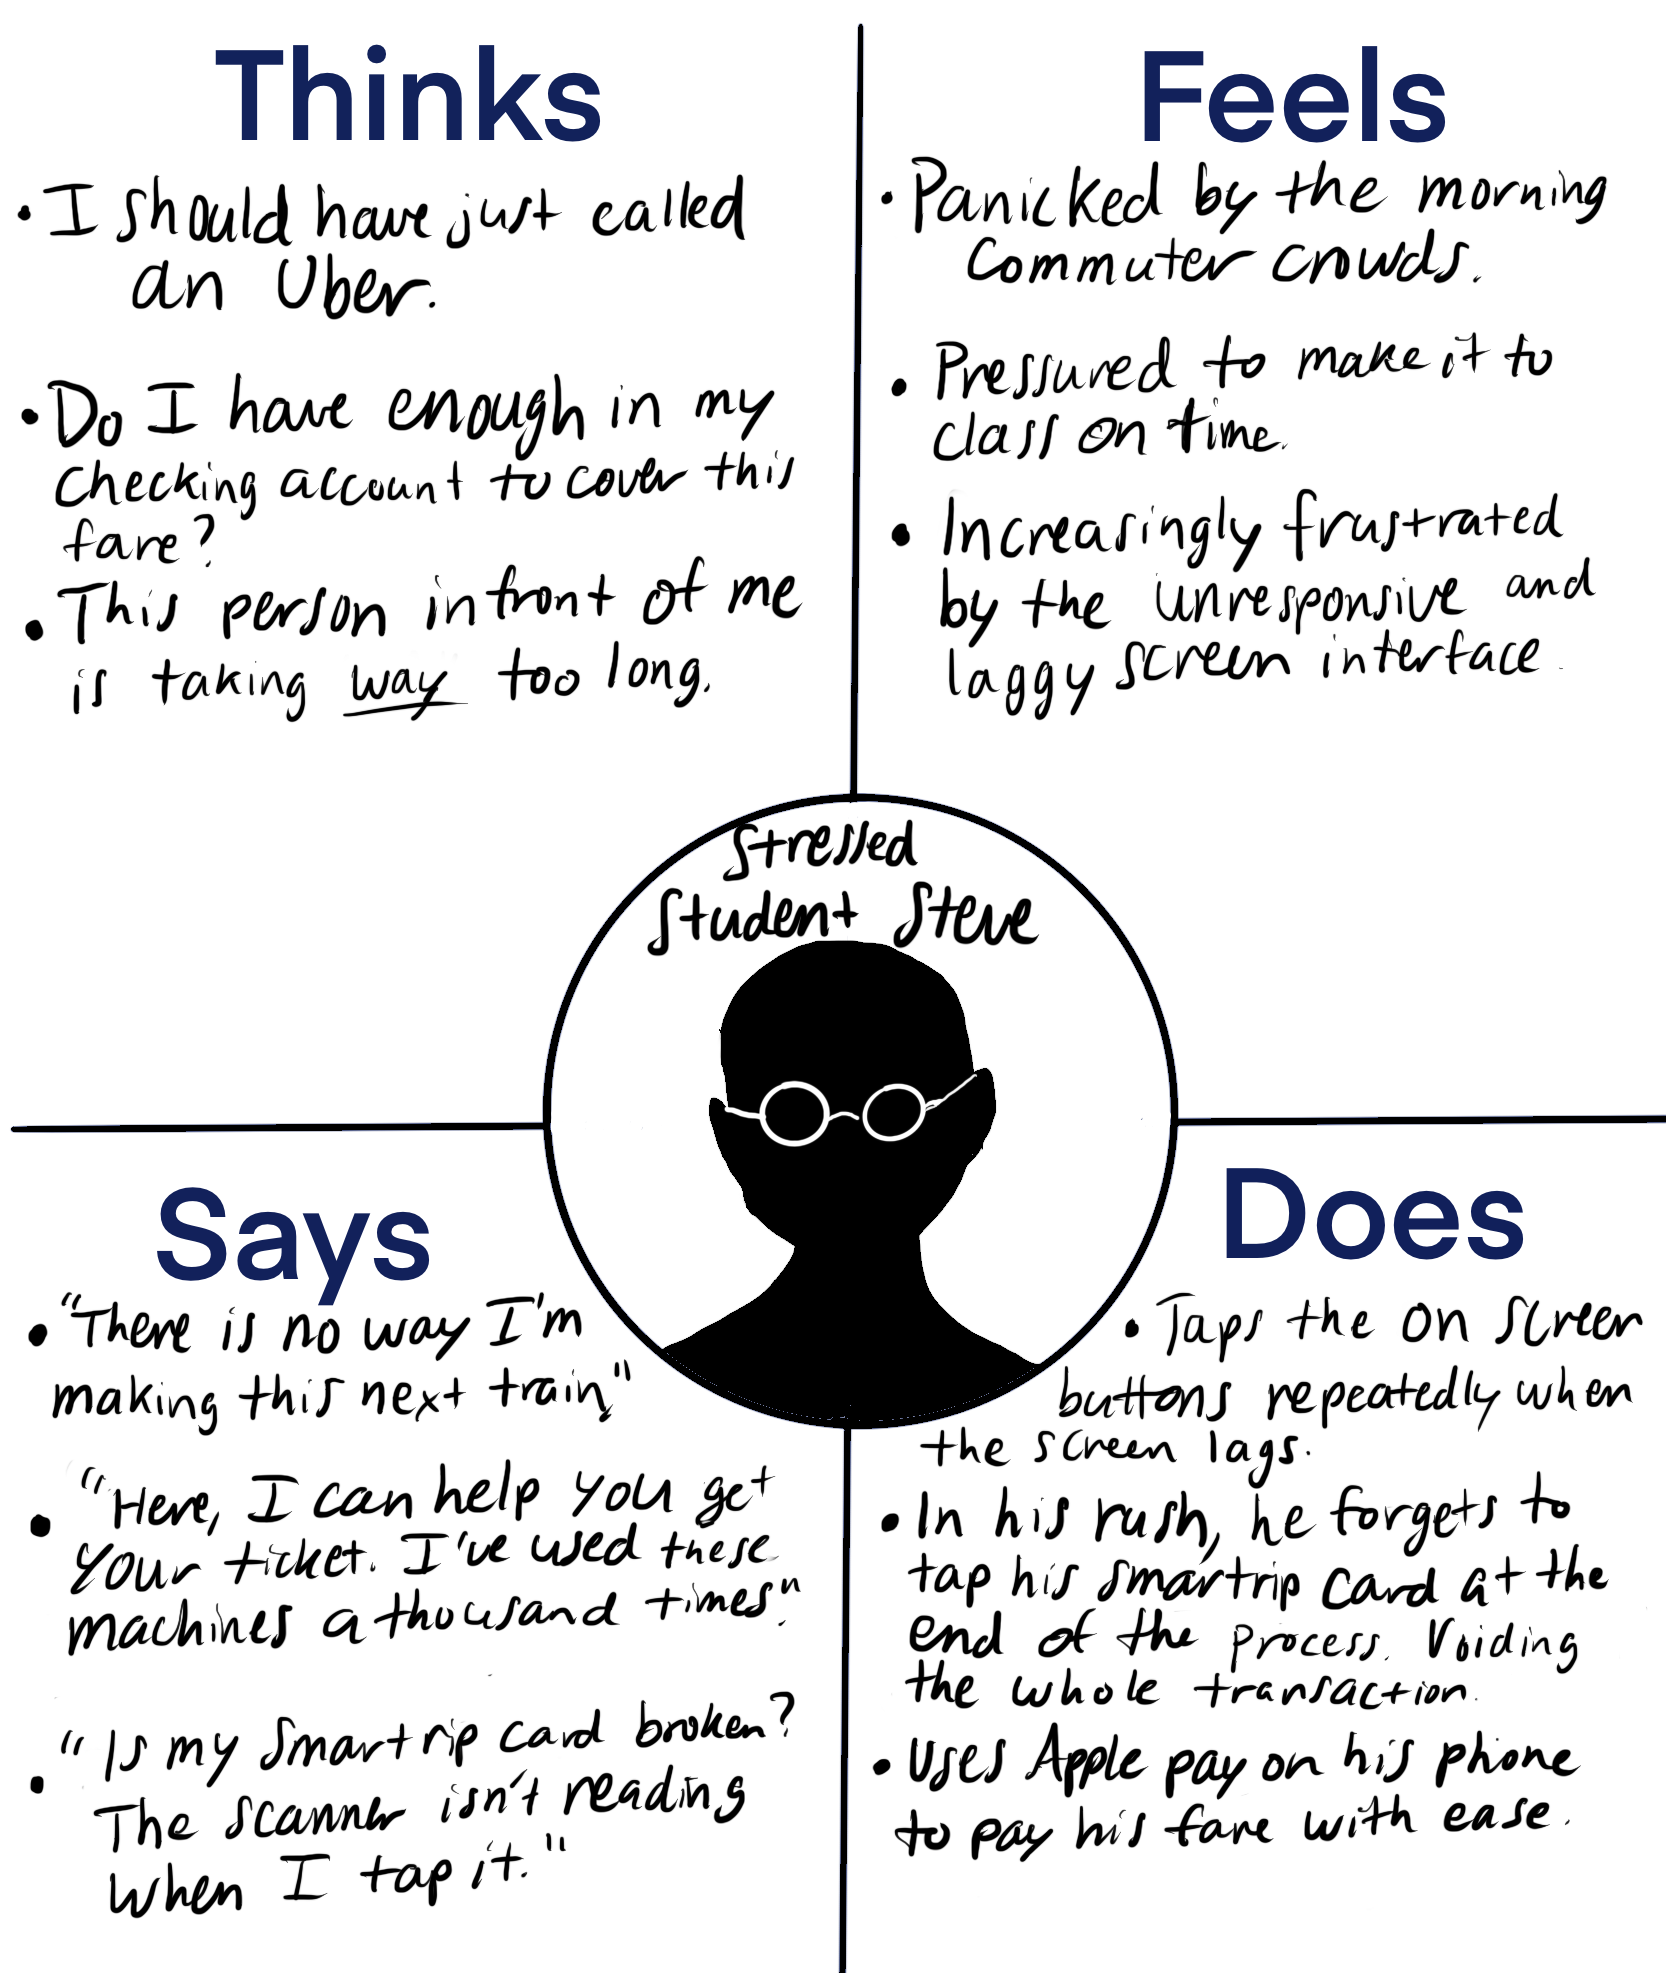 Thinks
• I should have just called
an Uber.
• Do I have enough in my
checking account to cover this
fare?
• This person in front of me
is taking way too long.
Feels
• Panicked by the morning
commuter crowds.
• Pressured to make it to
class on time.
• Increasingly frustrated
by the unresponsive and
laggy screen interface.
Stressed
Student Steve
Says
• "There is no way I'm
making this next train,"
• "Here, I can help you get
your ticket. I've used these
machines a thousand times."
• "Is my Smartrip card broken?
The scanner isn't reading
when I tap it."
Does
• Taps the on screen
buttons repeatedly when
the screen lags.
• In his rush, he forgets to
tap his smartrip card at the
end of the process. Voiding
the whole transaction.
• Uses Apple pay on his phone
to pay his fare with ease.